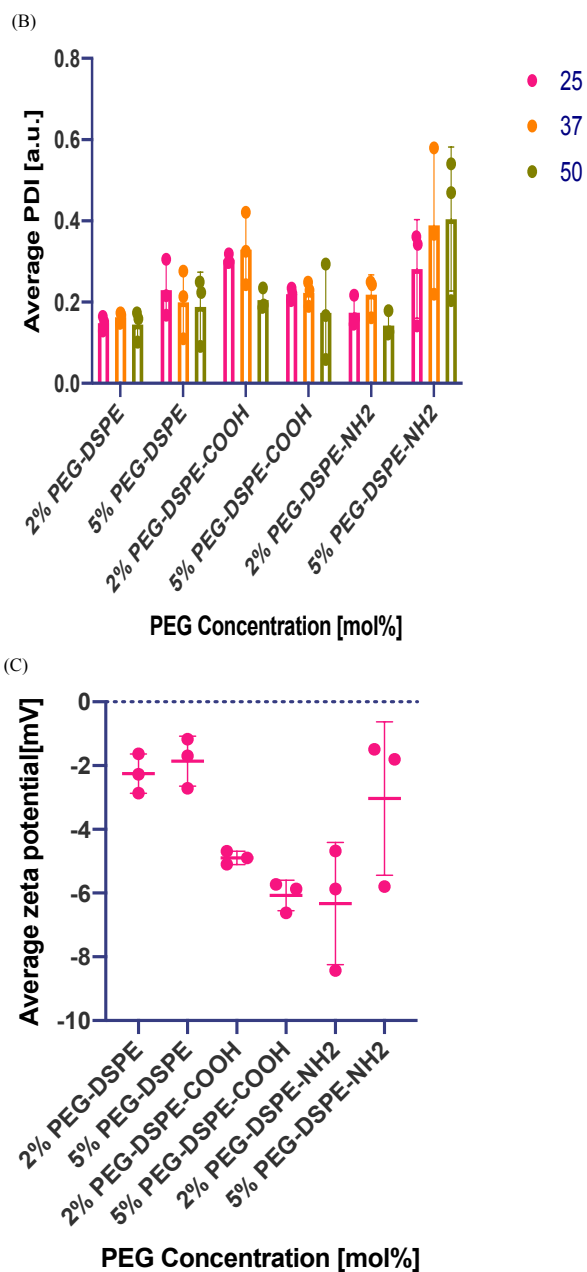 (B)
0.8
0.6
0.4
0.2
0.0
Average PDI [a.u.]
25
37
50
2% PEG-DSPE
5% PEG-DSPE
2% PEG-DSPE-COOH
5% PEG-DSPE-COOH
2% PEG-DSPE-NH2
5% PEG-DSPE-NH2
PEG Concentration [mol%]
(C)
0
-2
-4
-6
-8
-10
Average zeta potential[mV]
2% PEG-DSPE
5% PEG-DSPE
2% PEG-DSPE-COOH
5% PEG-DSPE-COOH
2% PEG-DSPE-NH2
5% PEG-DSPE-NH2
PEG Concentration [mol%]